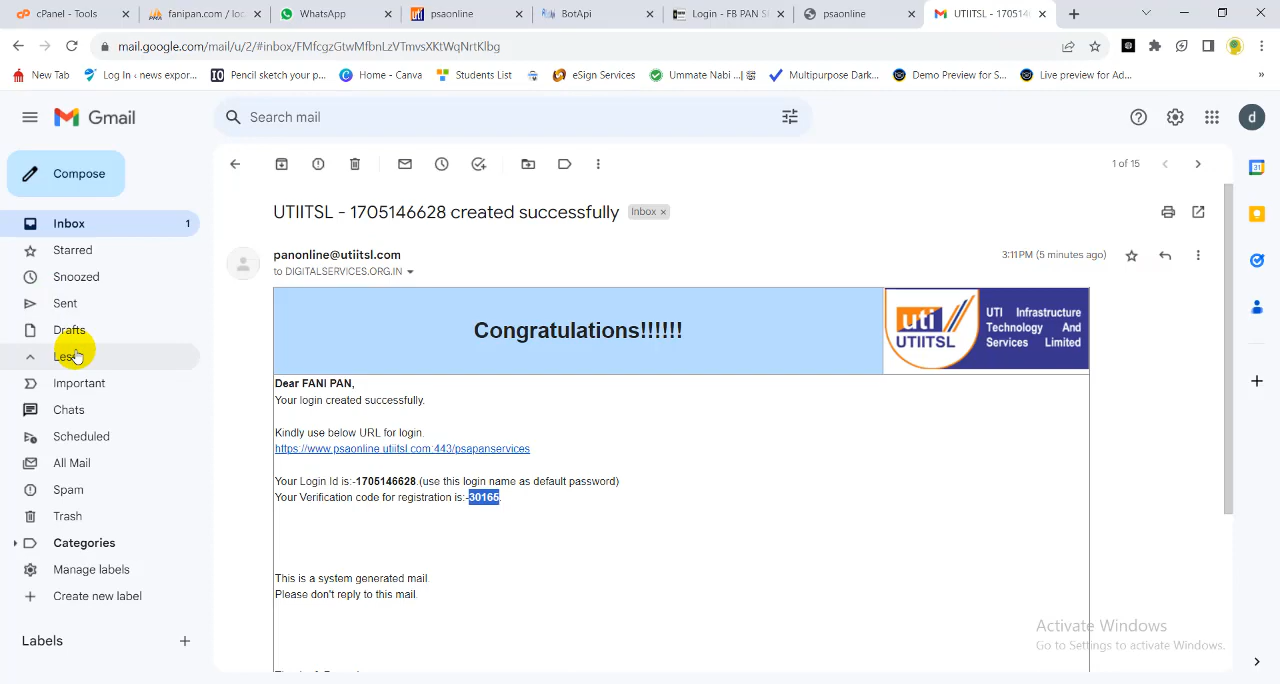 cPanel - Tools
fanipan.com / loc
WhatsApp
psaonline
BotApi
Login - FB PAN S
psaonline
UTIITSL - 17051
mail.google.com/mail/u/2/#inbox/FMfcgzGtwMfbnLzVTmvsXKtWqNrtKlbg
New Tab
Log In ‹ news expor...
Pencil sketch your p...
Home - Canva
Students List
eSign Services
Ummate Nabi ...|
Multipurpose Dark...
Demo Preview for S...
Live preview for Ad...
»
Gmail
Search mail
d
Compose
1 of 15
Inbox 1
Starred
Snoozed
Sent
Drafts
Less
Important
Chats
Scheduled
All Mail
Spam
Trash
Categories
Manage labels
Create new label
Labels
UTIITSL - 1705146628 created successfully Inbox ×
panonline@utiitsl.com
to DIGITALSERVICES.ORG.IN
3:11 PM (5 minutes ago)
Congratulations!!!!!!
uti
UTIITSL
UTI Infrastructure
Technology And
Services Limited
Dear FANI PAN,
Your login created successfully.
Kindly use below URL for login.
https://www.psaonline.utiitsl.com:443/psapanservices
Your Login Id is:-1705146628.(use this login name as default password)
Your Verification code for registration is:-30165
This is a system generated mail.
Please don't reply to this mail.
Activate Windows
Go to Settings to activate Windows.